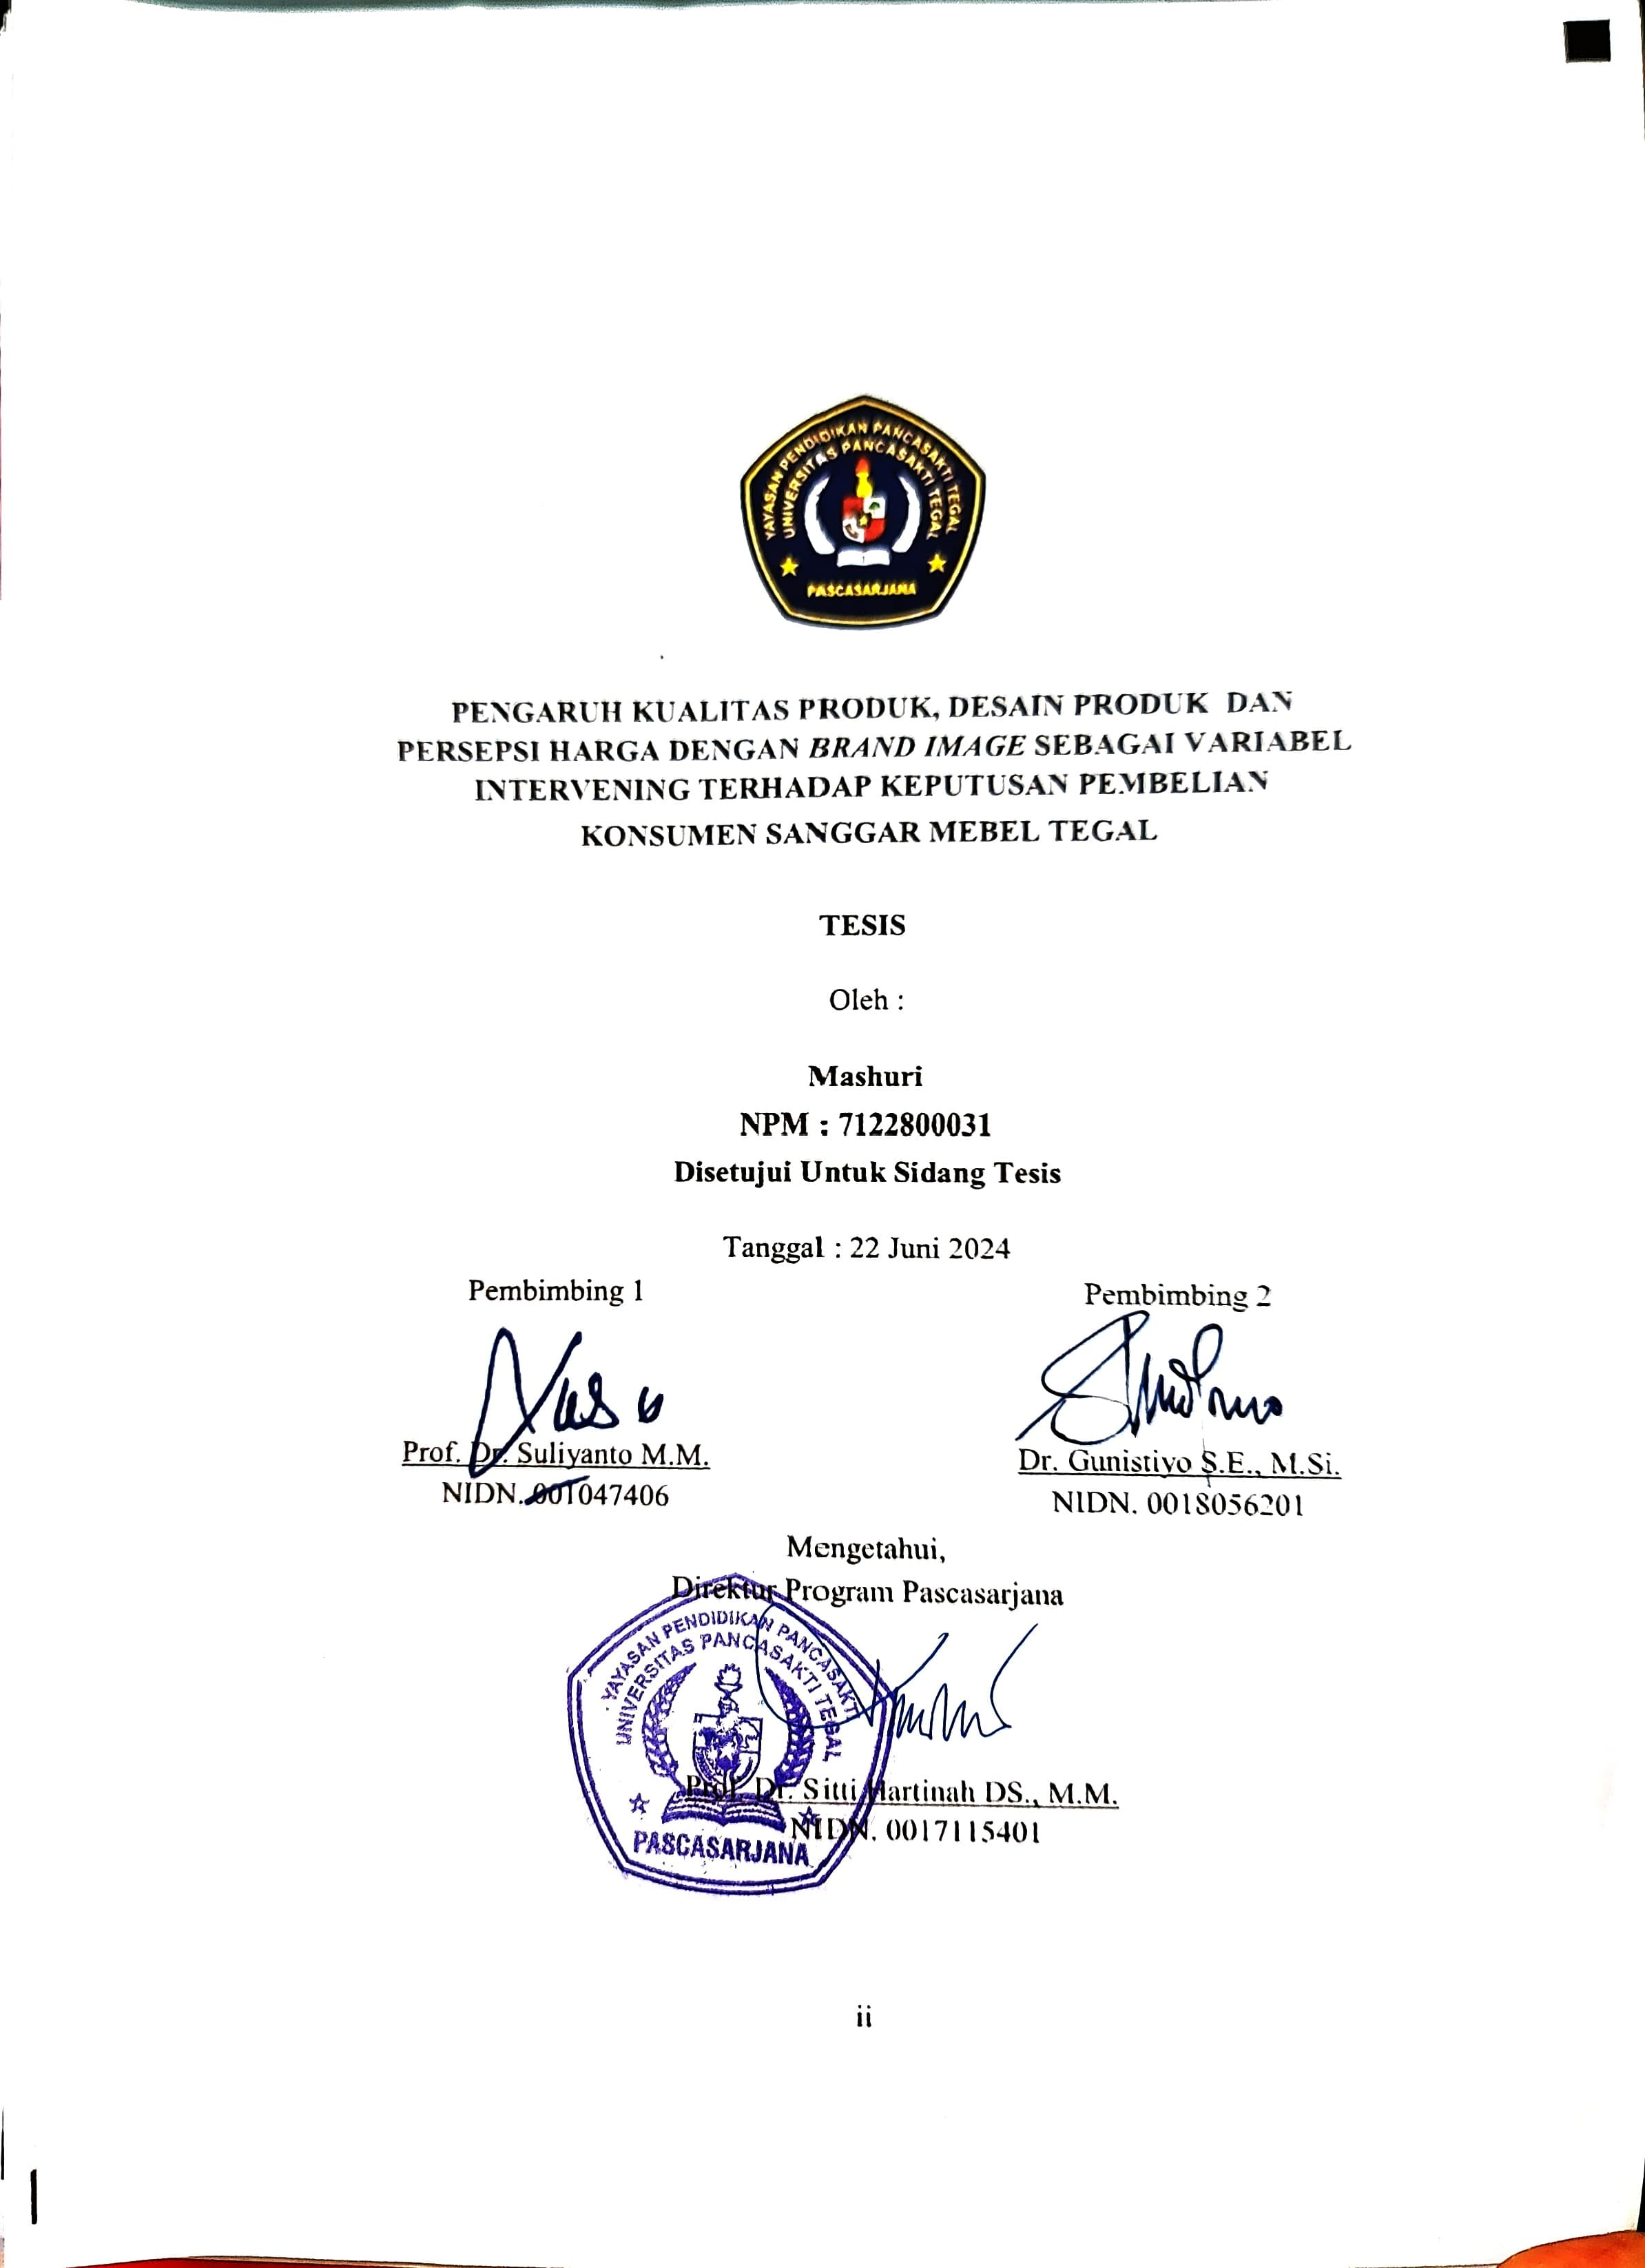 YAYASAN PENDIDIKAN PANCASAKTI TEGAL
UNIVERSITAS PANCASAKTI TEGAL
PASCASARJANA
PENGARUH KUALITAS PRODUK, DESAIN PRODUK DAN
PERSEPSI HARGA DENGAN BRAND IMAGE SEBAGAI VARIABEL
INTERVENING TERHADAP KEPUTUSAN PEMBELIAN
KONSUMEN SANGGAR MEBEL TEGAL
TESIS
Oleh :
Mashuri
NPM : 7122800031
Disetujui Untuk Sidang Tesis
Tanggal : 22 Juni 2024
Pembimbing 1 Pembimbing 2
Prof. Dr. Suliyanto M.M. Dr. Gunistiyo S.E., M.Si.
NIDN. 001047406 NIDN. 0018056201
Mengetahui,
Direktur Program Pascasarjana
YAYASAN PENDIDIKAN PANCASAKTI
UNIVERSITAS PANCASAKTI TEGAL
PASCASARJANA
Prof. Dr. Sitti Hartinah DS., M.M.
NIDN. 0017115401
ii